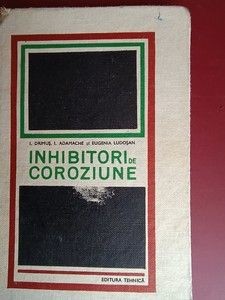 I. DRIMUȘ, I. ADAMACHE și EUGENIA LUDOȘAN
INHIBITORI DE
COROZIUNE
EDITURA TEHNICĂ